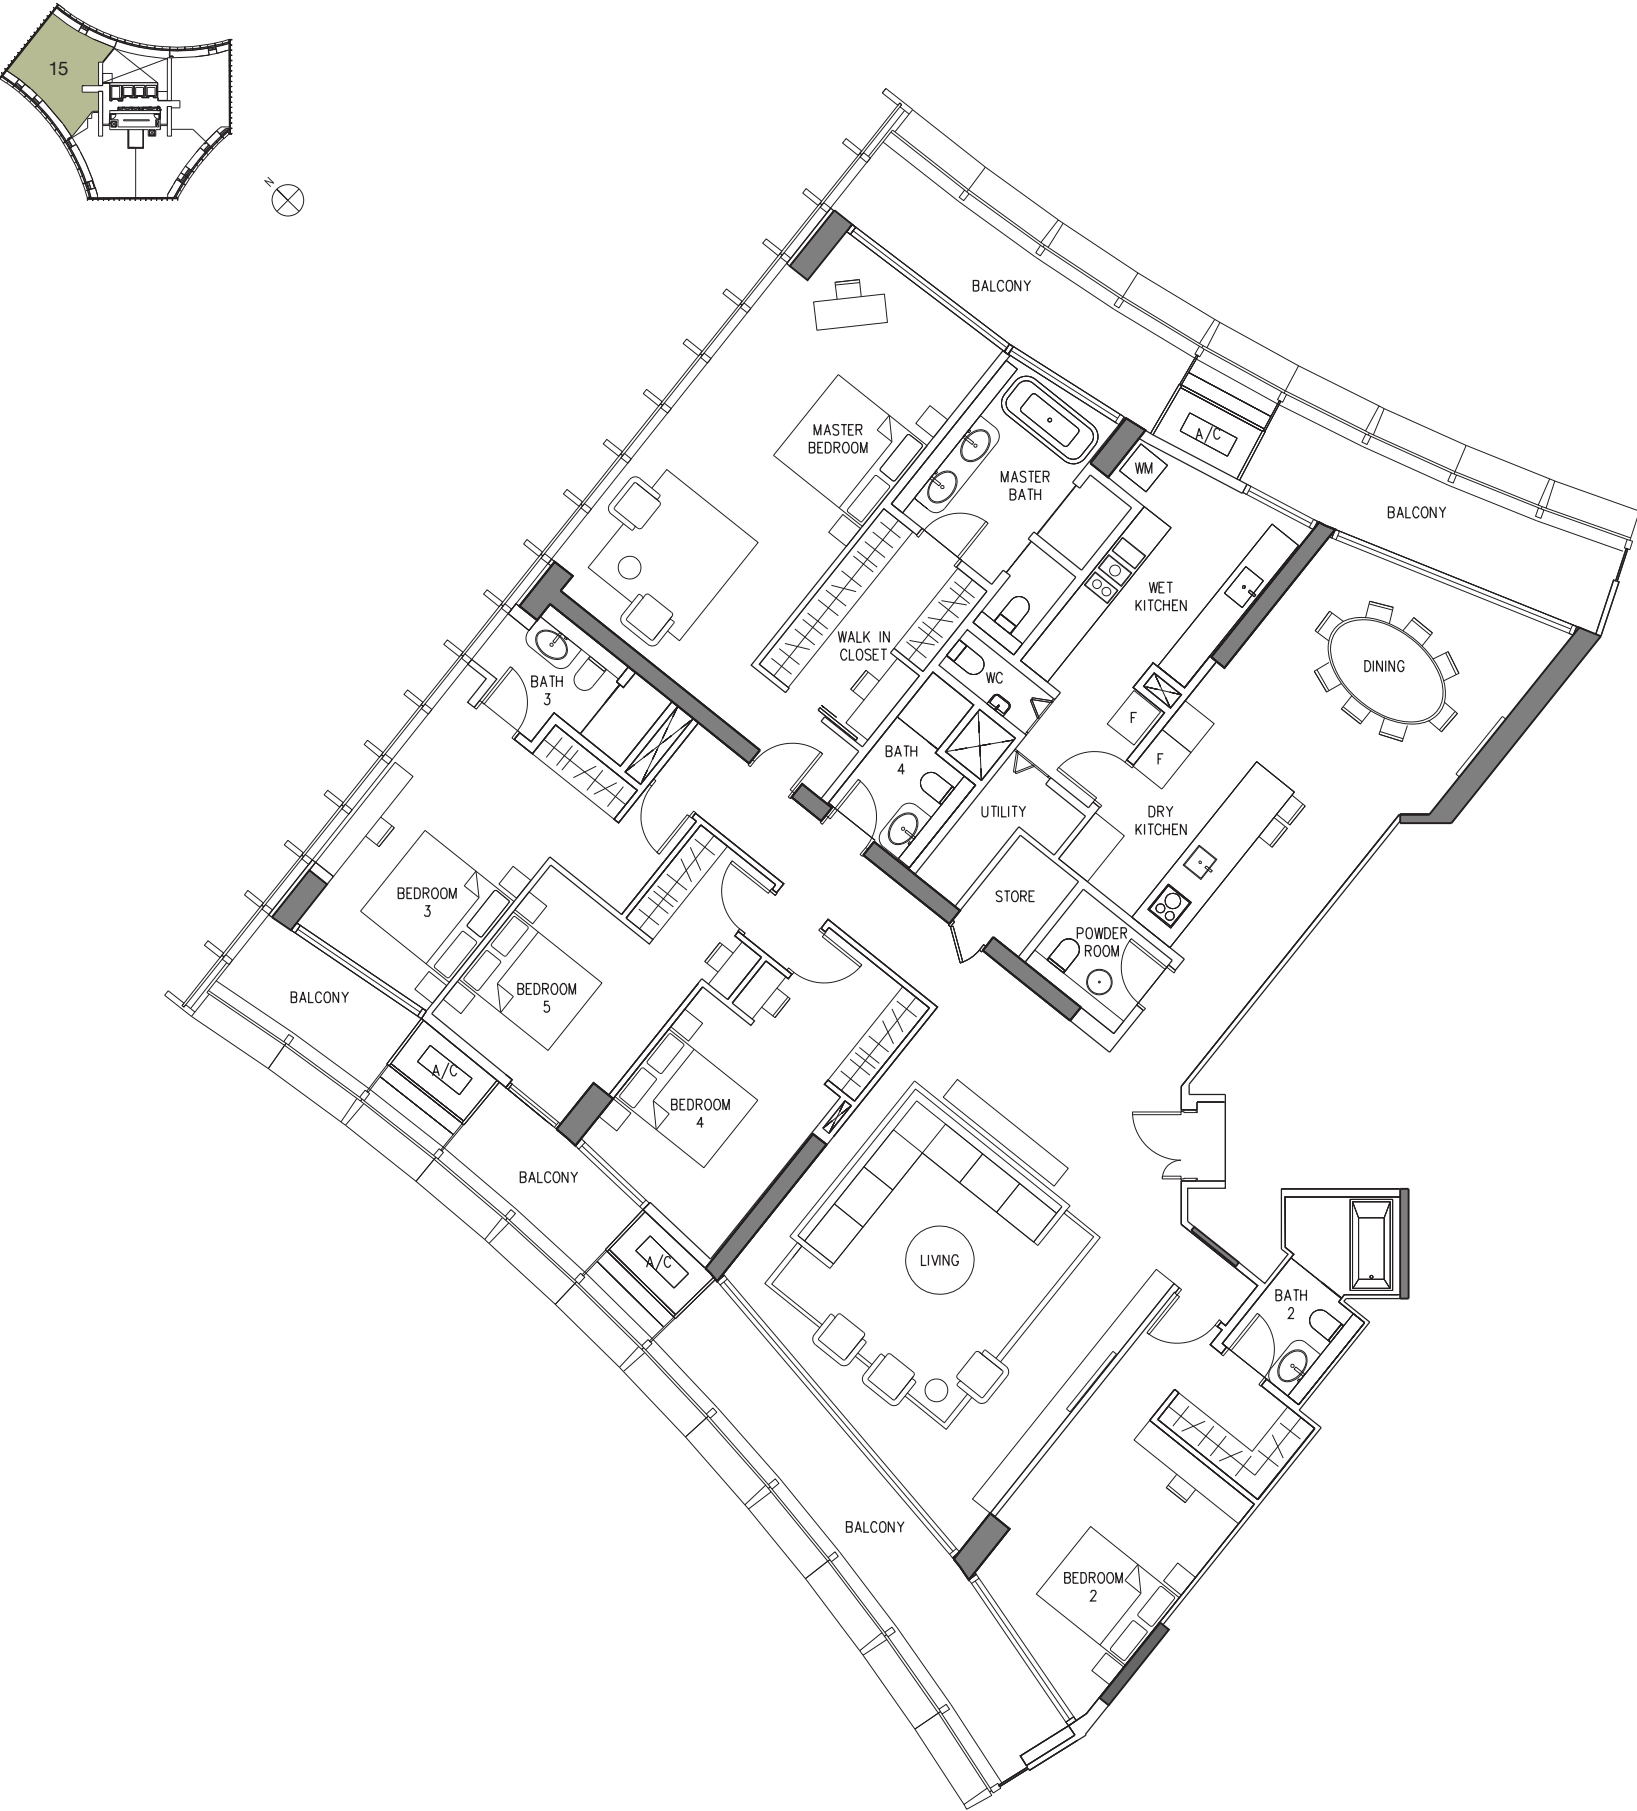 15
N
BALCONY
MASTER
BEDROOM
A/C
WM
MASTER
BATH
BALCONY
WET
KITCHEN
WALK IN
CLOSET
DINING
WC
BATH
3
F
BATH
4
F
UTILITY
DRY
KITCHEN
BEDROOM
3
STORE
POWDER
ROOM
BEDROOM
5
BALCONY
A/C
BEDROOM
4
BALCONY
A/C
LIVING
BATH
2
BALCONY
BEDROOM
2